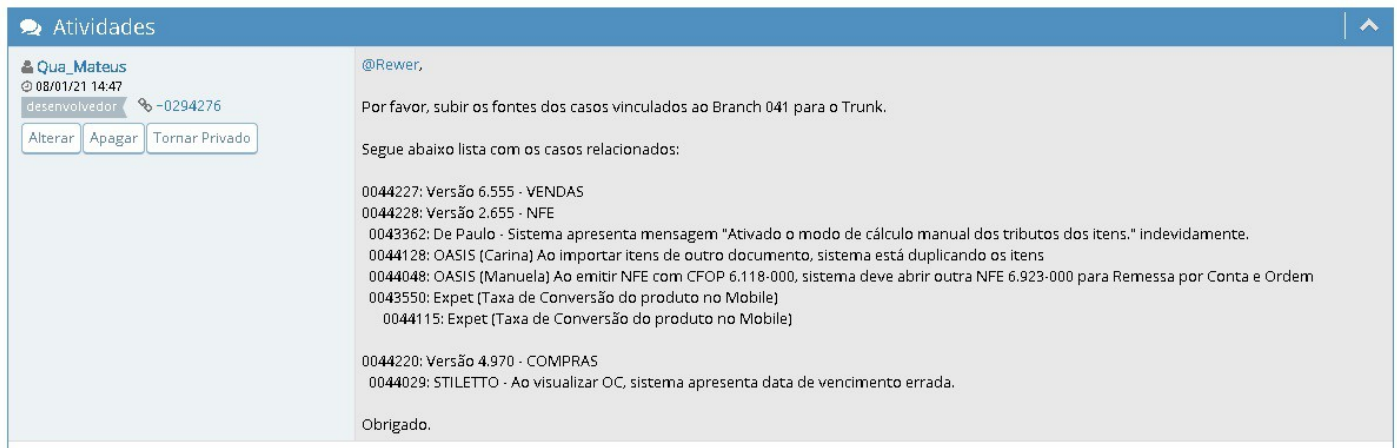 Atividades
Qua_Mateus
08/01/21 14:47
desenvolvedor -0294276
Alterar Apagar Tornar Privado
@Rewer,
Por favor, subir os fontes dos casos vinculados ao Branch 041 para o Trunk.
Segue abaixo lista com os casos relacionados:
0044227: Versão 6.555 - VENDAS
0044228: Versão 2.655 - NFE
0043362: De Paulo - Sistema apresenta mensagem "Ativado o modo de cálculo manual dos tributos dos itens." indevidamente.
0044128: OASIS (Carina) Ao importar itens de outro documento, sistema está duplicando os itens
0044048: OASIS (Manuela) Ao emitir NFE com CFOP 6.118-000, sistema deve abrir outra NFE 6.923-000 para Remessa por Conta e Ordem
0043550: Expet (Taxa de Conversão do produto no Mobile)
0044115: Expet (Taxa de Conversão do produto no Mobile)
0044220: Versão 4.970 - COMPRAS
0044029: STILETTO - Ao visualizar OC, sistema apresenta data de vencimento errada.
Obrigado.